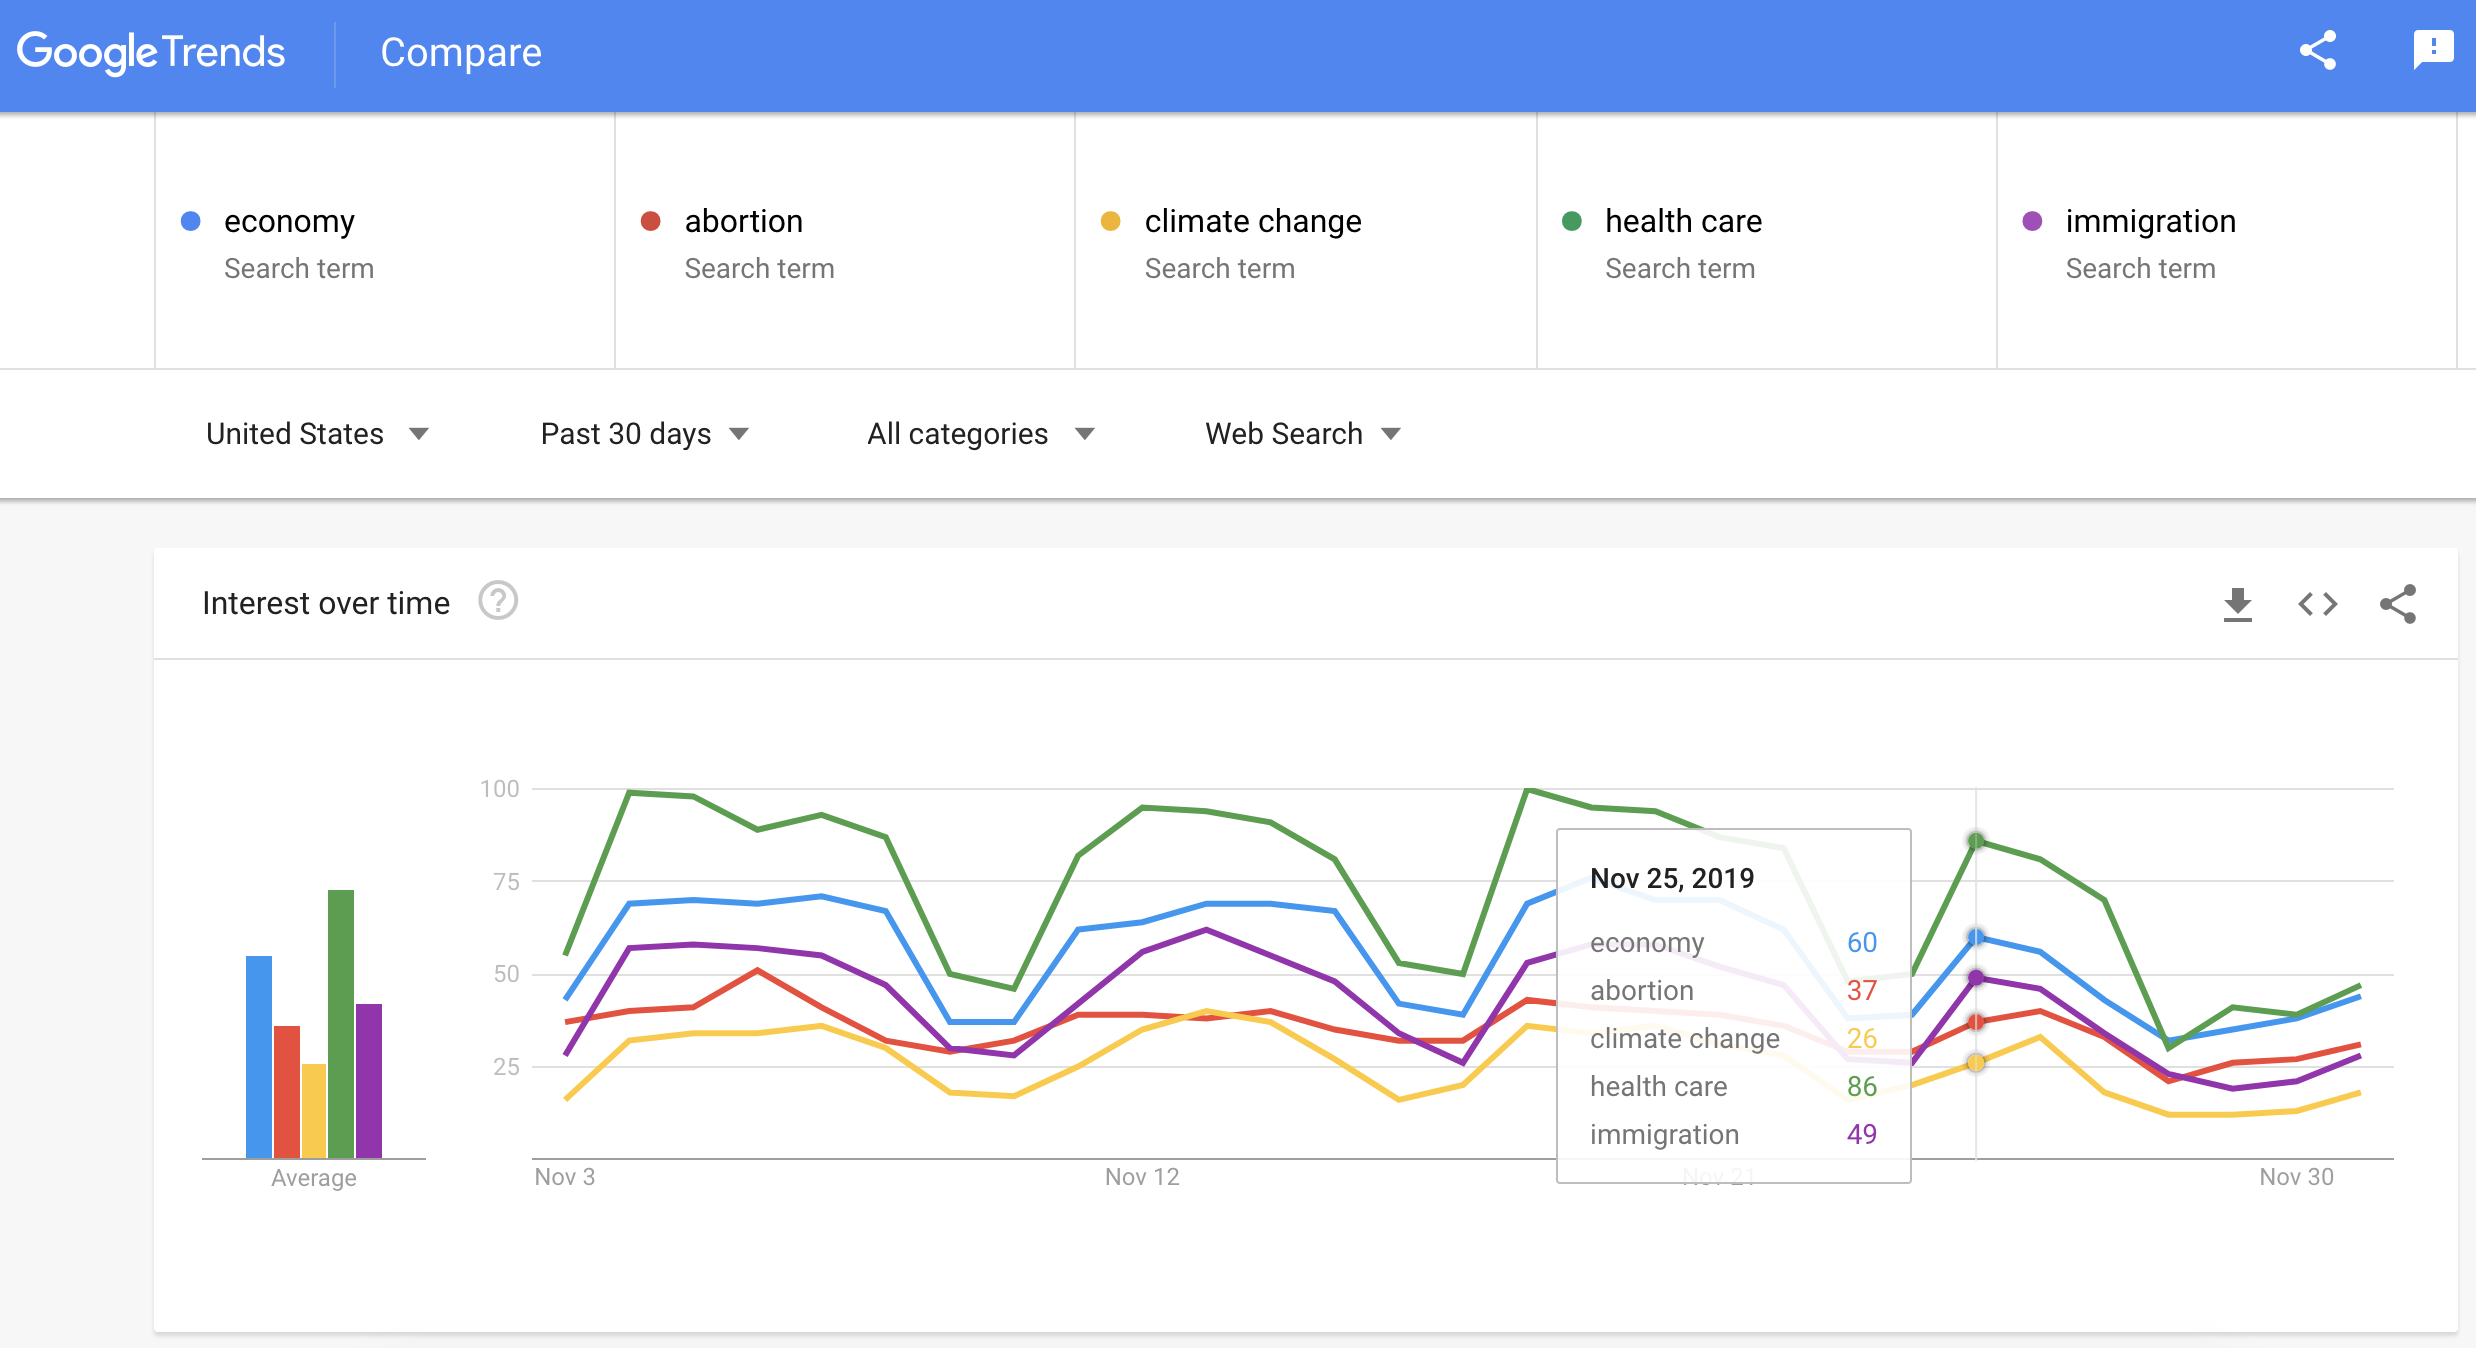 Google Trends Compare
economy abortion climate change health care immigration
Search term Search term Search term Search term Search term
United States Past 30 days All categories Web Search
Interest over time
100
75
50
25
Nov 25, 2019
economy 60
abortion 37
climate change 26
health care 86
immigration 49
Average Nov 3 Nov 12 Nov 21 Nov 30